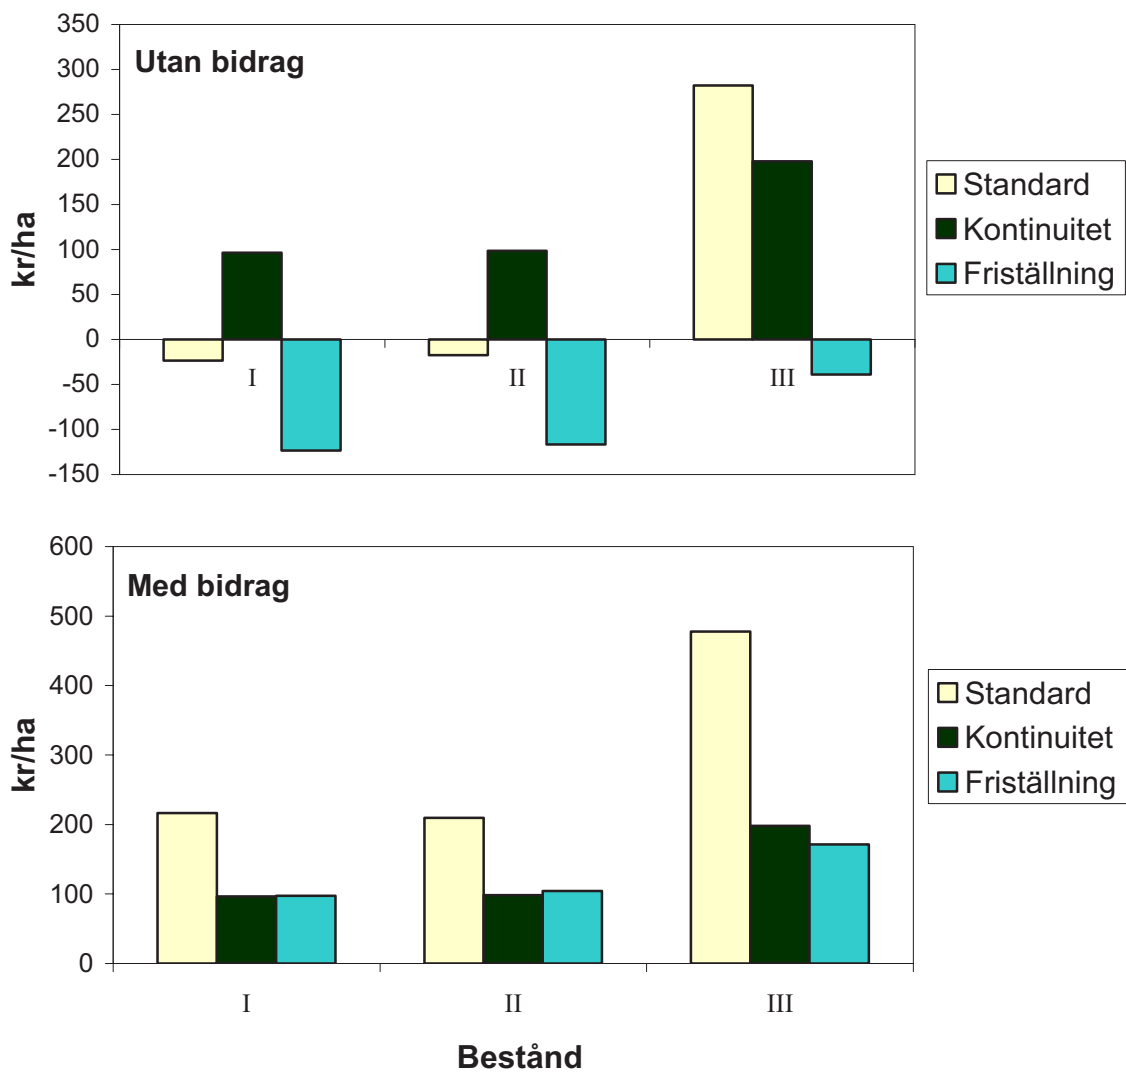 350
300
250
200
150
100
50
0
-50
-100
-150
kr/ha
Utan bidrag
I II III
Standard
Kontinuitet
Friställning
600
500
400
300
200
100
0
kr/ha
Med bidrag
I II III
Bestånd
Standard
Kontinuitet
Friställning